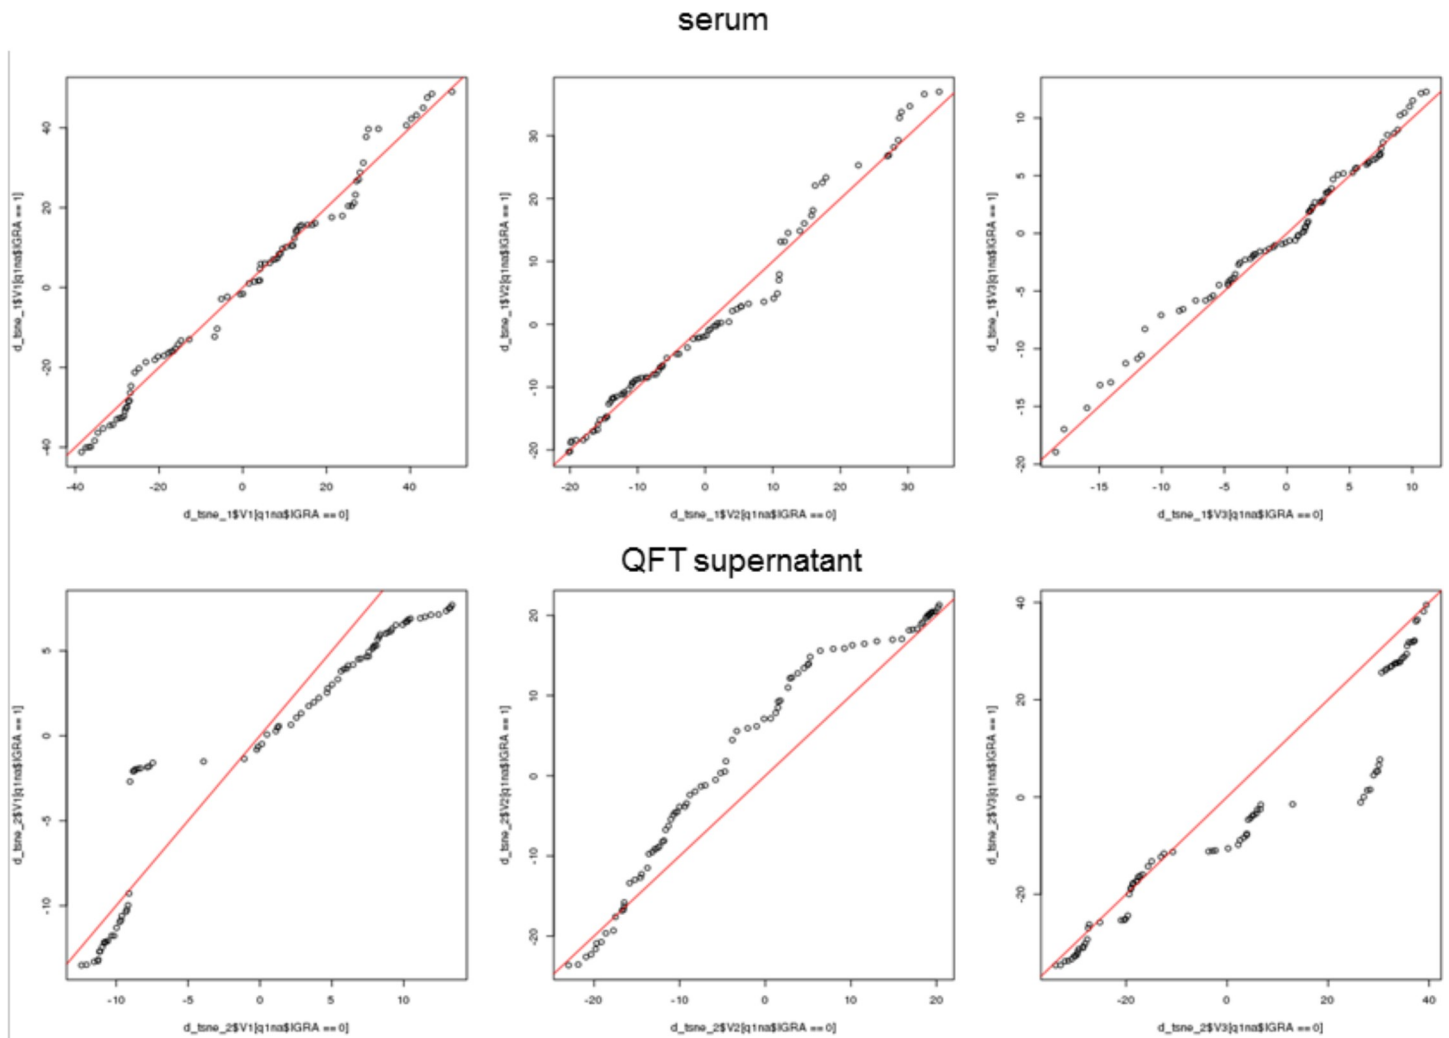 serum
40
20
0
-20
-40
-40 -20 0 20 40
d_tsne_1$V1[q1na$IGRA == 1]
d_tsne_1$V1[q1na$IGRA == 0]
30
20
10
0
-10
-20
-20 -10 0 10 20 30
d_tsne_1$V2[q1na$IGRA == 1]
d_tsne_1$V2[q1na$IGRA == 0]
10
5
0
-5
-10
-15
-20
-15 -10 -5 0 5 10
d_tsne_1$V3[q1na$IGRA == 1]
d_tsne_1$V3[q1na$IGRA == 0]
QFT supernatant
5
0
-5
-10
-10 -5 0 5 10
d_tsne_2$V1[q1na$IGRA == 1]
d_tsne_2$V1[q1na$IGRA == 0]
20
10
0
-10
-20
-20 -10 0 10 20
d_tsne_2$V2[q1na$IGRA == 1]
d_tsne_2$V2[q1na$IGRA == 0]
40
20
0
-20
-20 0 20 40
d_tsne_2$V3[q1na$IGRA == 1]
d_tsne_2$V3[q1na$IGRA == 0]